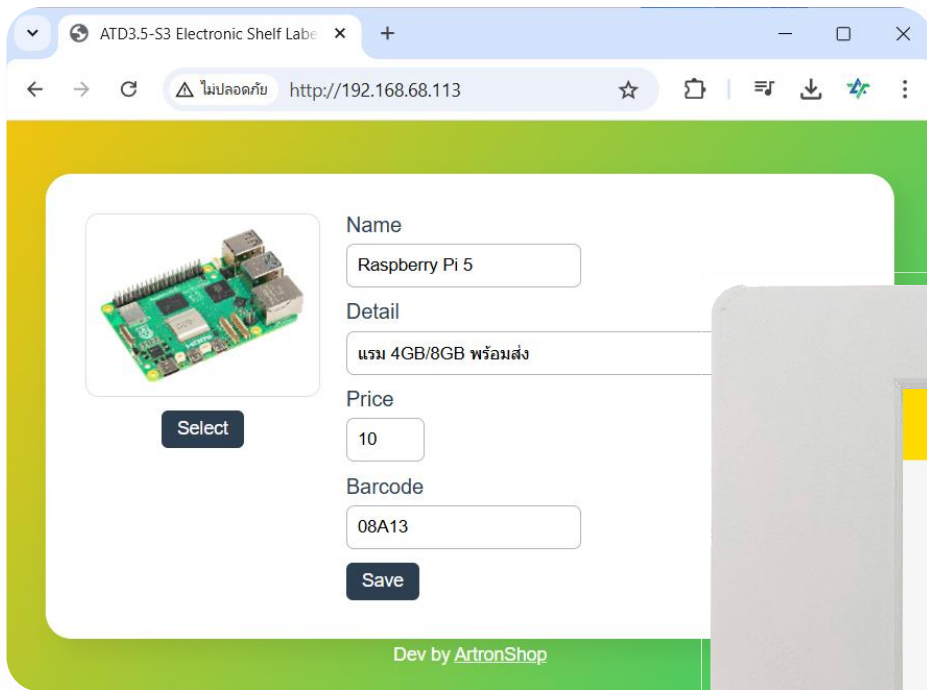 ATD3.5-S3 Electronic Shelf Labe
ไม่ปลอดภัย http://192.168.68.113
Name
Raspberry Pi 5
Detail
แรม 4GB/8GB พร้อมส่ง
Price
Select
10
Barcode
08A13
Save
Dev by ArtronShop